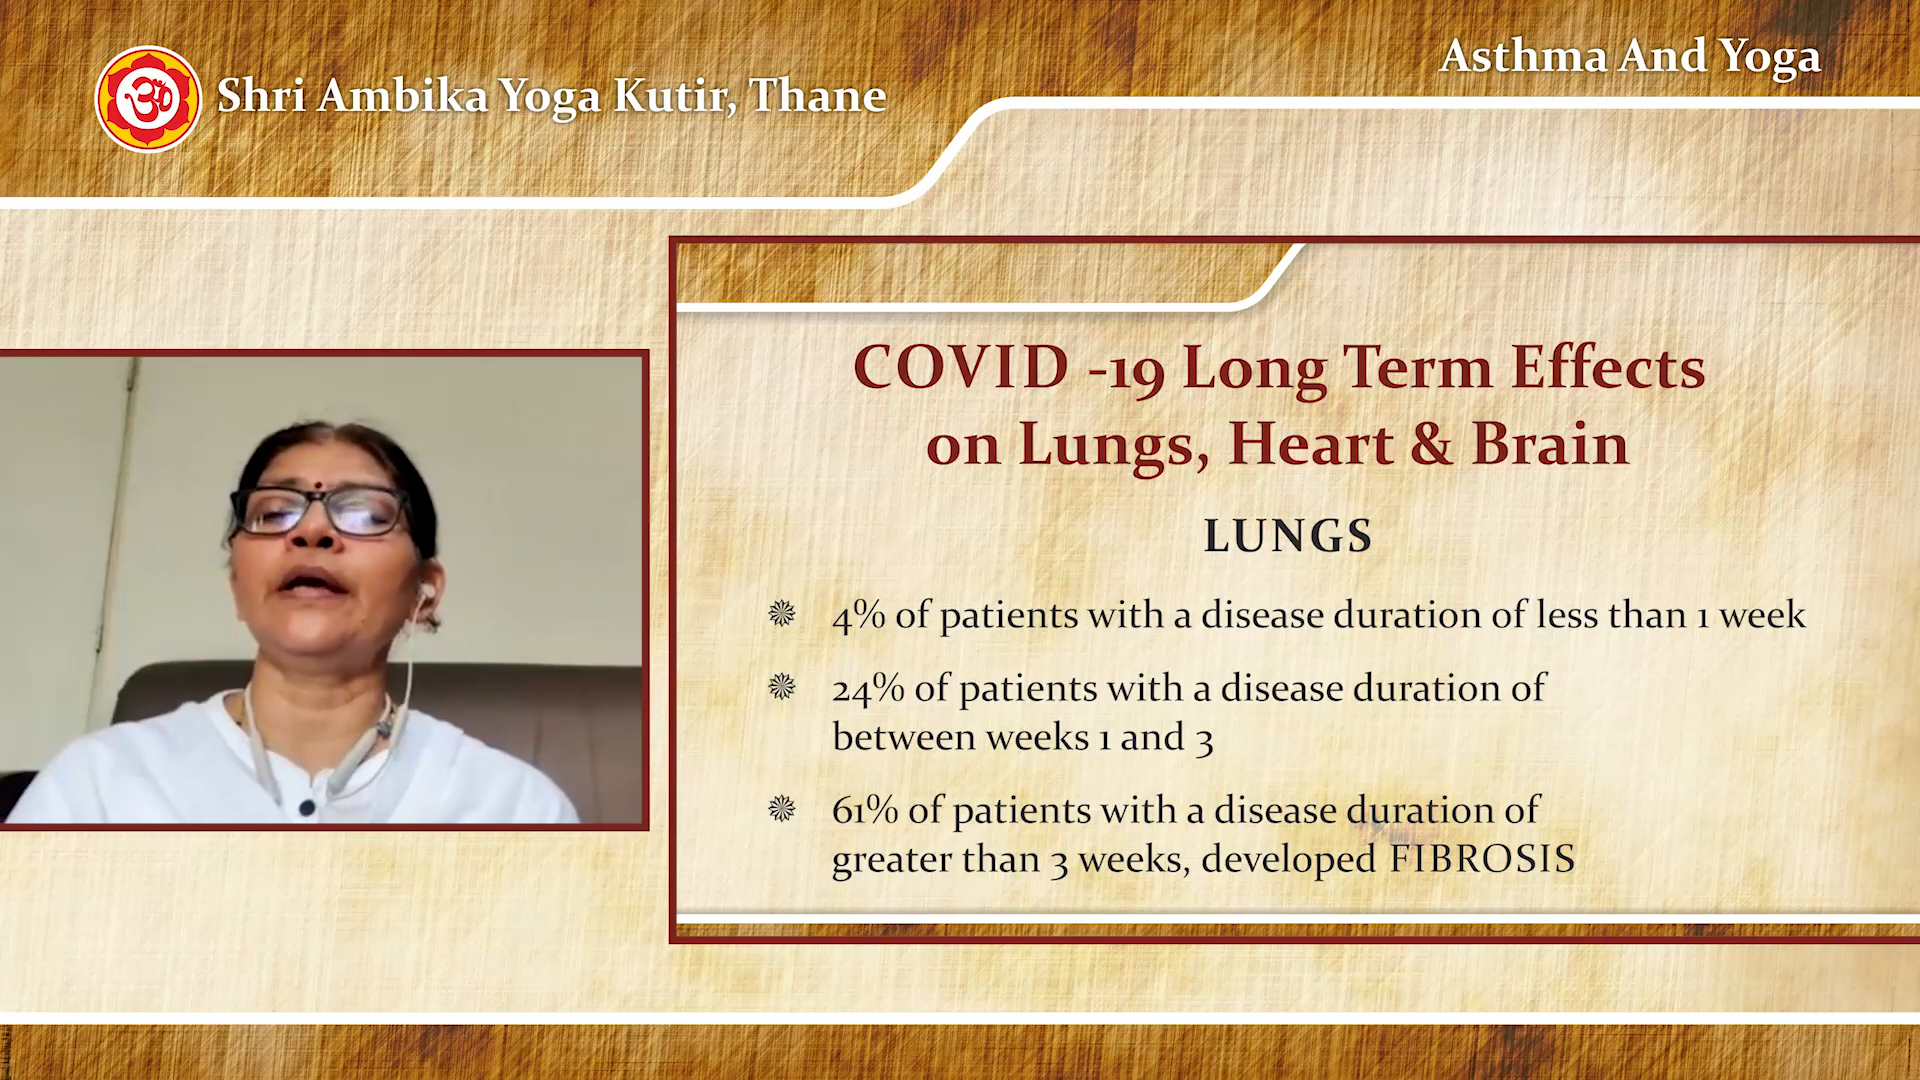 Shri Ambika Yoga Kutir, Thane
Asthma And Yoga
COVID -19 Long Term Effects
on Lungs, Heart & Brain
LUNGS
4% of patients with a disease duration of less than 1 week
24% of patients with a disease duration of
between weeks 1 and 3
61% of patients with a disease duration of
greater than 3 weeks, developed FIBROSIS